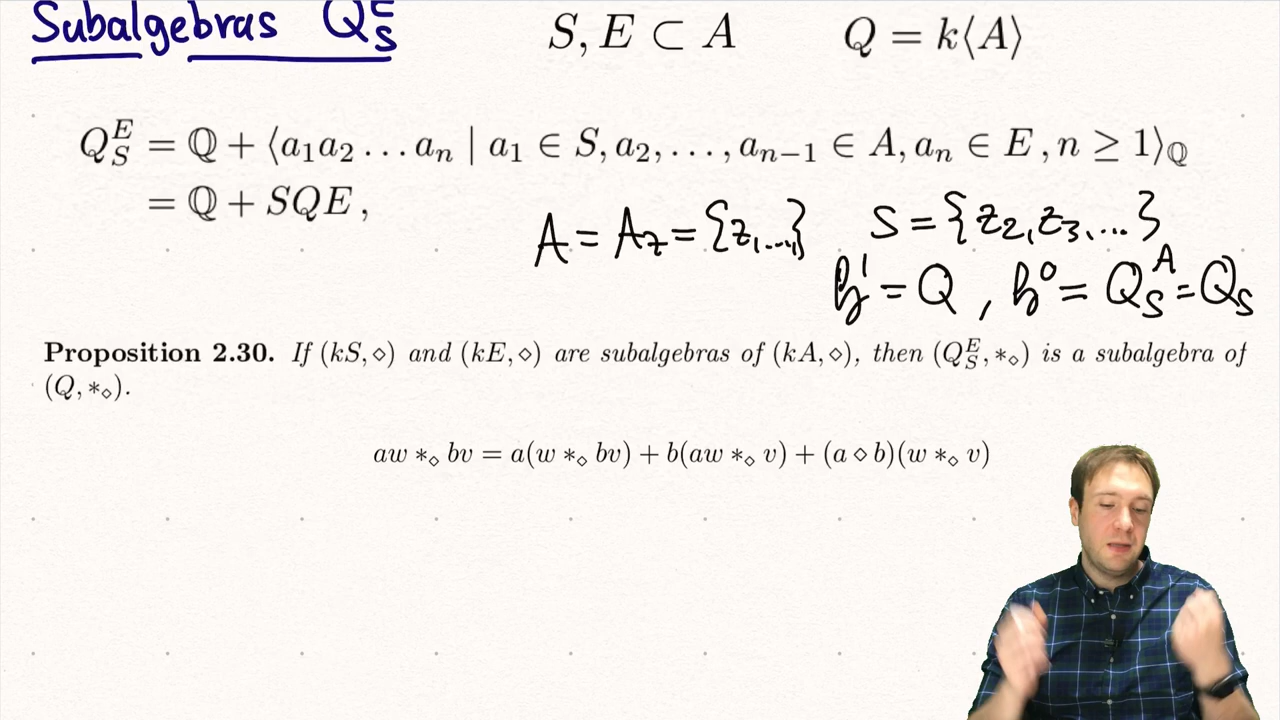 Subalgebras Q_S^E
S, E ⊂ A Q = k⟨A⟩
Q_S^E = ℚ + ⟨a_1a_2 … a_n | a_1 ∈ S, a_2, …, a_{n−1} ∈ A, a_n ∈ E, n ≥ 1⟩_ℚ
= ℚ + SQE,
A = A_z = {z_1, …} S = {z_2, z_3, …}
𝔥^1 = Q, 𝔥^0 = Q_S^A = Q_S
Proposition 2.30. If (kS, ⋄) and (kE, ⋄) are subalgebras of (kA, ⋄), then (Q_S^E, *_⋄) is a subalgebra of
(Q, *_⋄).
aw *_⋄ bv = a(w *_⋄ bv) + b(aw *_⋄ v) + (a ⋄ b)(w *_⋄ v)